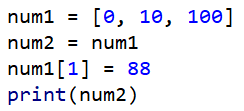 num1 = [0, 10, 100]
num2 = num1
num1[1] = 88
print(num2)